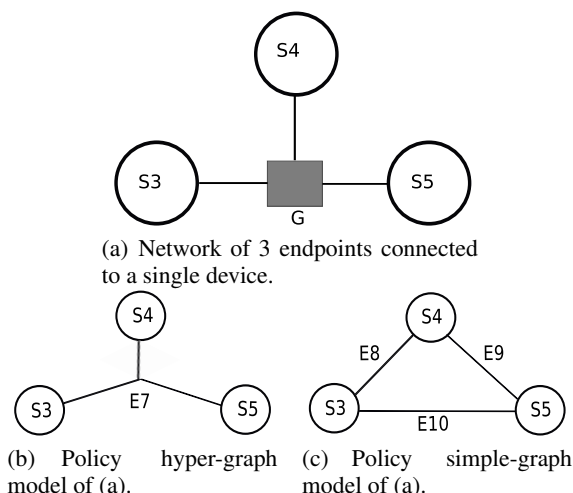 S4
S3
S5
G
(a) Network of 3 endpoints connected
to a single device.
S4
S3
E7
S5
(b) Policy hyper-graph
model of (a).
S4
E8
E9
S3
S5
E10
(c) Policy simple-graph
model of (a).